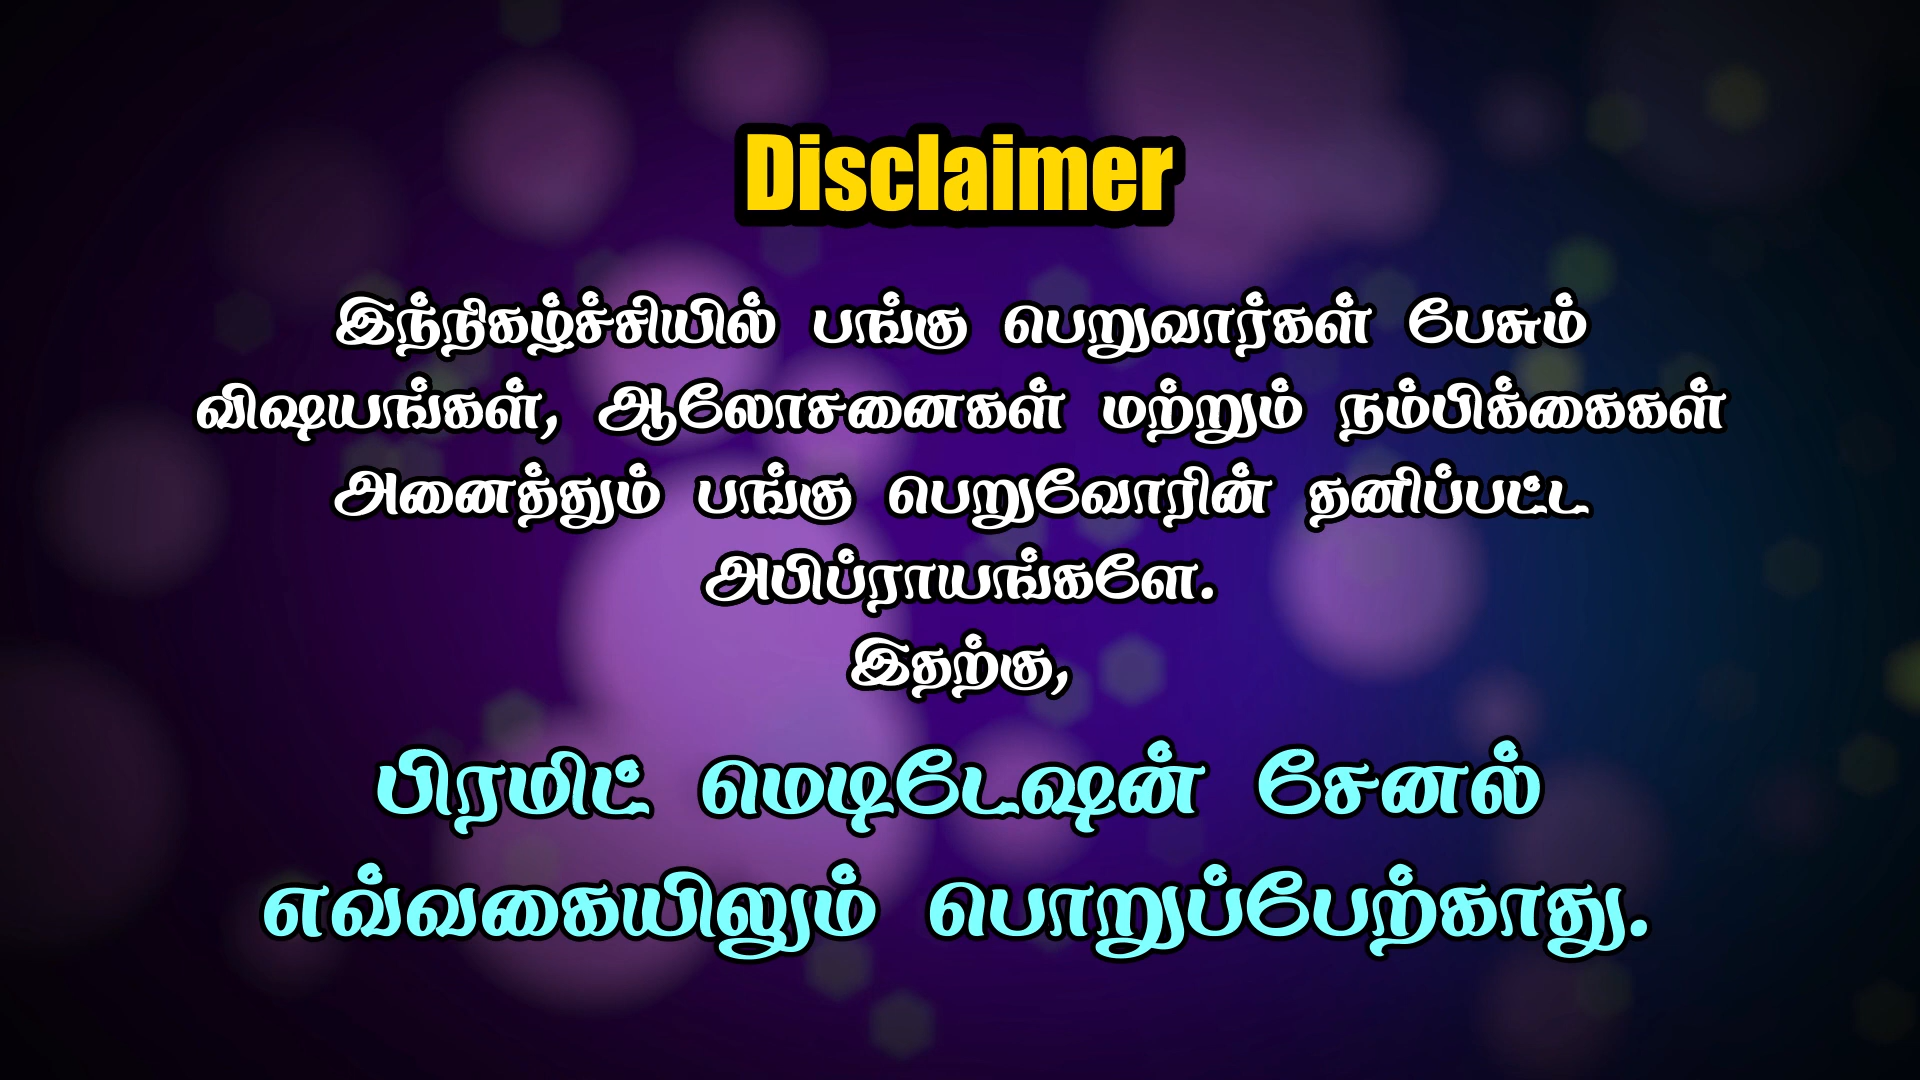 Disclaimer
இந்நிகழ்ச்சியில் பங்கு பெறுவார்கள் பேசும்
விஷயங்கள், ஆலோசனைகள் மற்றும் நம்பிக்கைகள்
அனைத்தும் பங்கு பெறுவோரின் தனிப்பட்ட
அபிப்ராயங்களே.
இதற்கு,
பிரமிட் மெடிடேஷன் சேனல்
எவ்வகையிலும் பொறுப்பேற்காது.